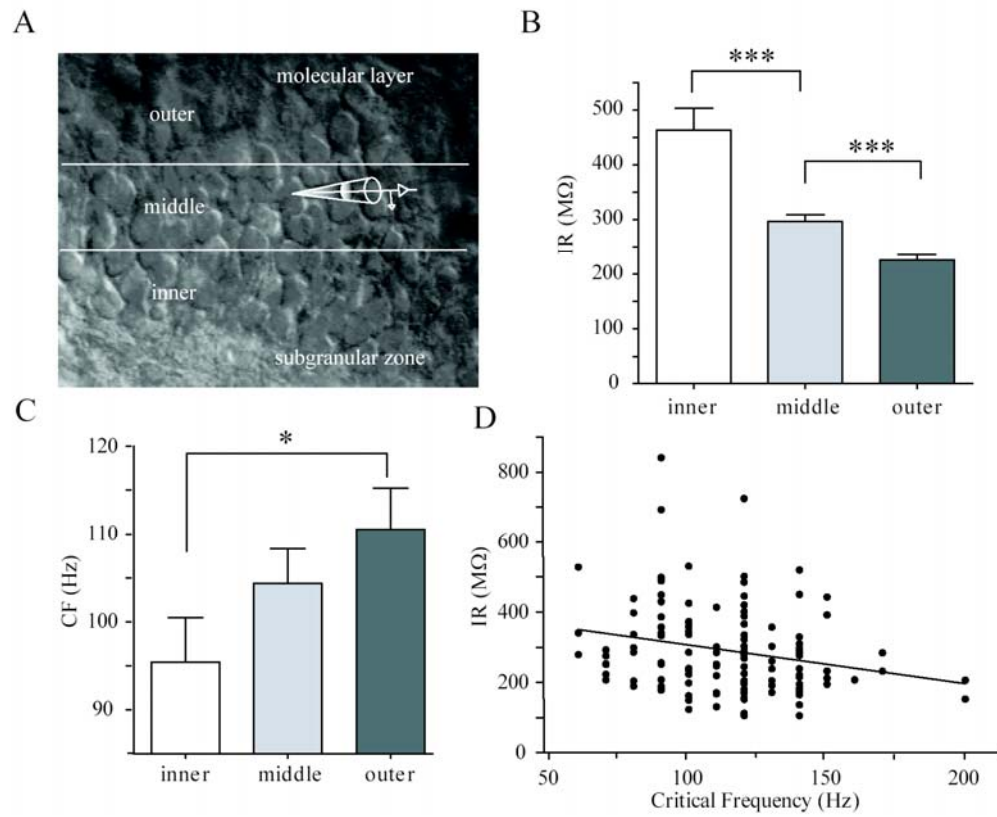 A
molecular layer
outer
middle
inner
subgranular zone
B
***
***
IR (MΩ)
500
400
300
200
100
0
inner
middle
outer
C
*
CF (Hz)
120
110
100
90
inner
middle
outer
D
IR (MΩ)
800
600
400
200
0
50
100
150
200
Critical Frequency (Hz)